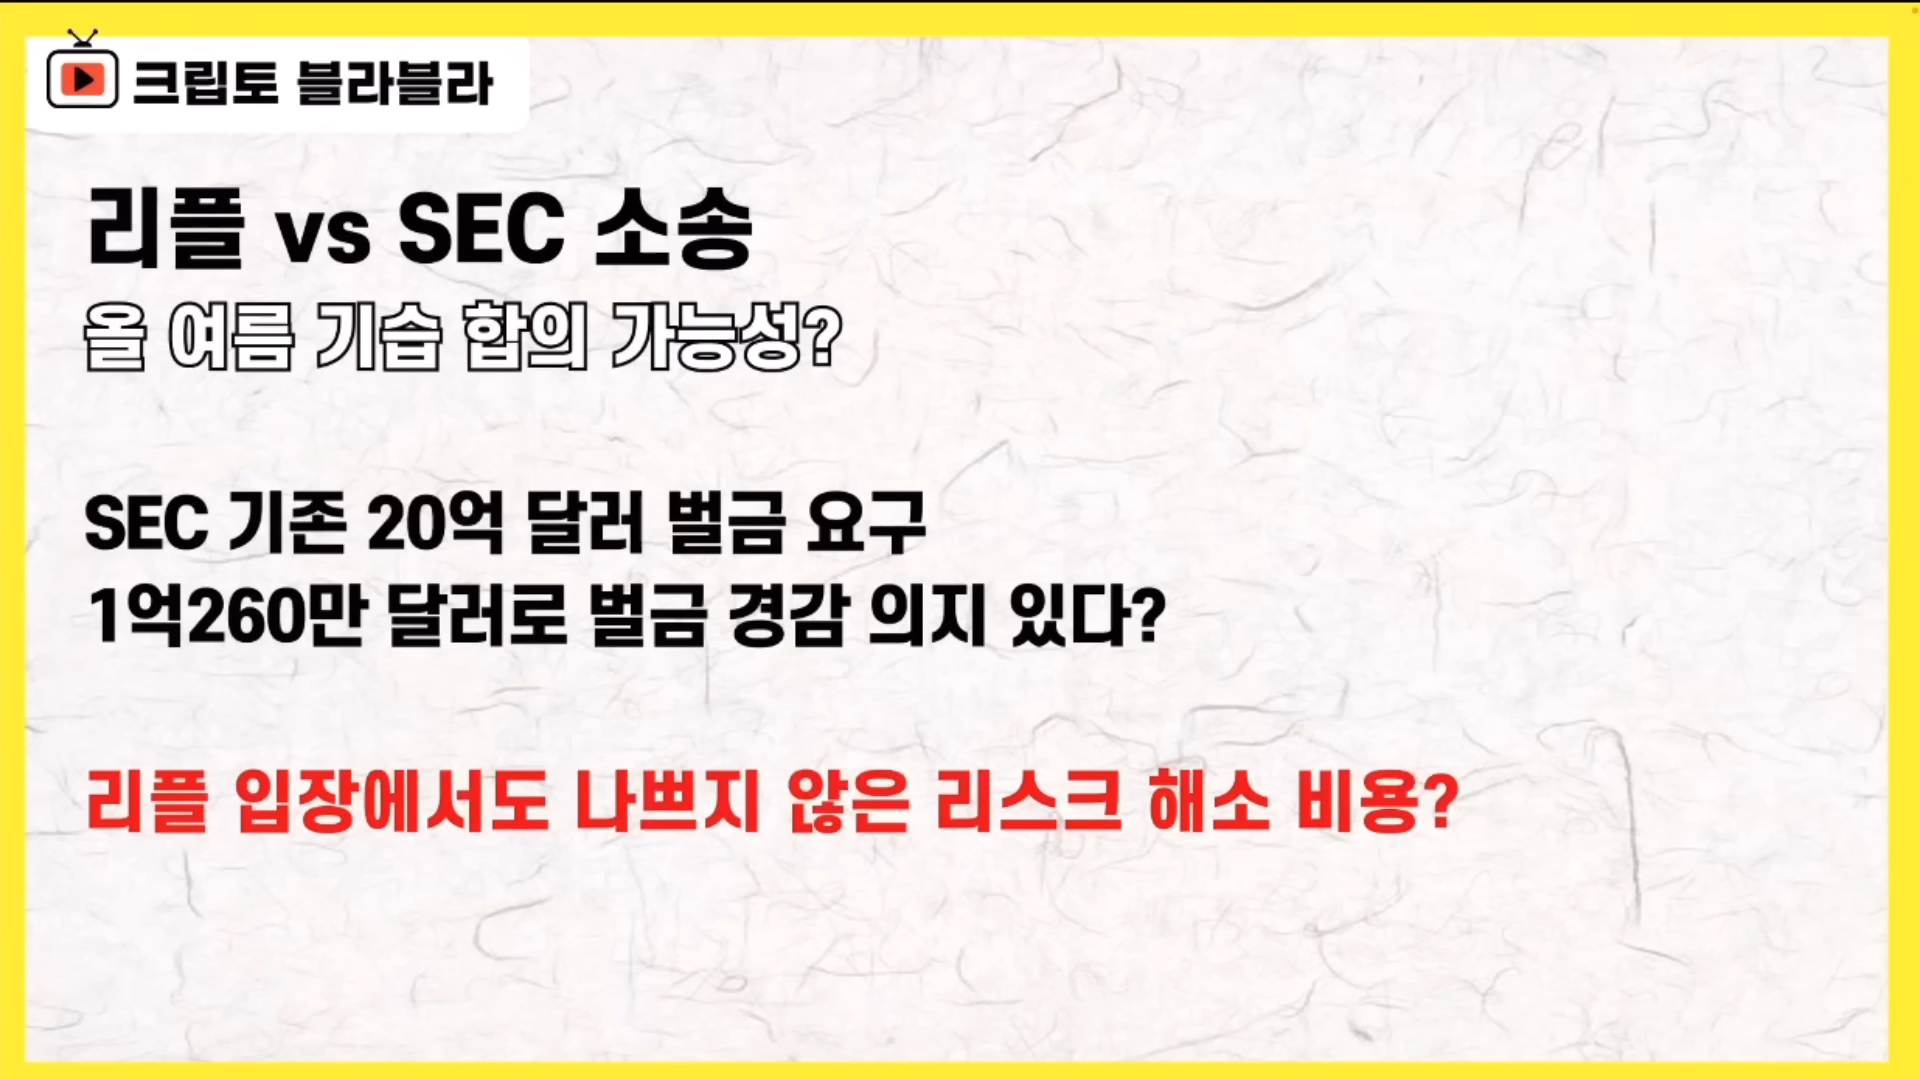 크립토 블라블라
리플 vs SEC 소송
올 여름 기습 합의 가능성?
SEC 기존 20억 달러 벌금 요구
1억260만 달러로 벌금 경감 의지 있다?
리플 입장에서도 나쁘지 않은 리스크 해소 비용?